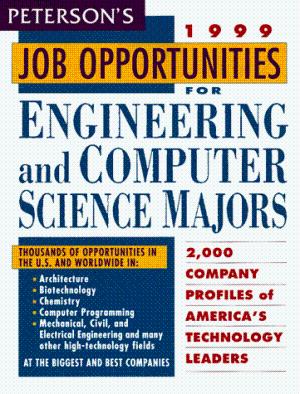 PETERSON'S
1999
JOB OPPORTUNITIES
FOR
ENGINEERING
and COMPUTER
SCIENCE MAJORS
THOUSANDS OF OPPORTUNITIES IN
THE U.S. AND WORLDWIDE IN:
• Architecture
• Biotechnology
• Chemistry
• Computer Programming
• Mechanical, Civil, and
Electrical Engineering and many
other high-technology fields
AT THE BIGGEST AND BEST COMPANIES
2,000
COMPANY
PROFILES of
AMERICA'S
TECHNOLOGY
LEADERS